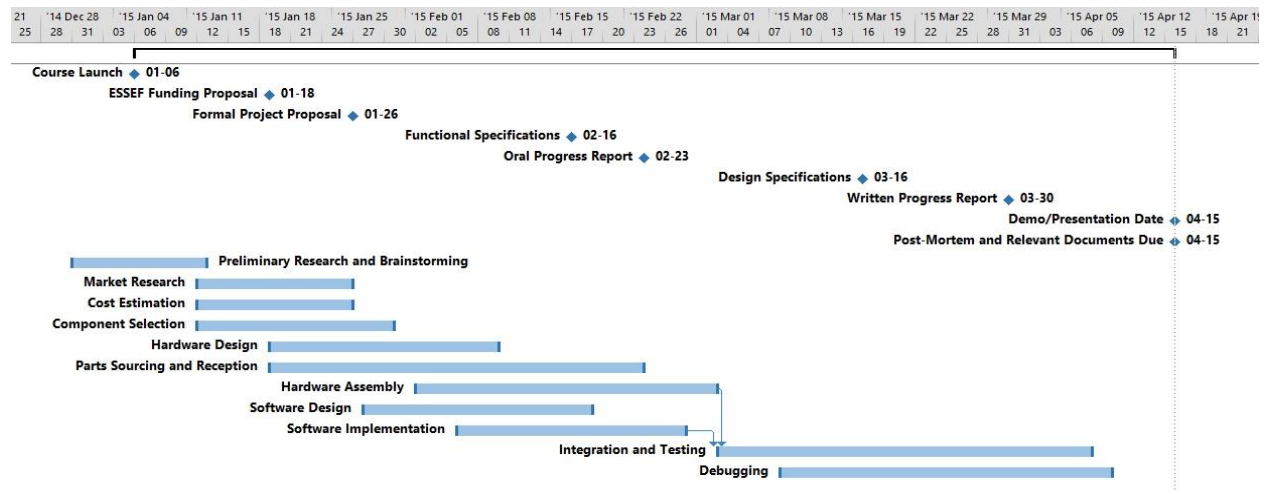 21 '14 Dec 28 '15 Jan 04 '15 Jan 11 '15 Jan 18 '15 Jan 25 '15 Feb 01 '15 Feb 08 '15 Feb 15 '15 Feb 22 '15 Mar 01 '15 Mar 08 '15 Mar 15 '15 Mar 22 '15 Mar 29 '15 Apr 05 '15 Apr 12 '15 Apr 19
25 28 31 03 06 09 12 15 18 21 24 27 30 02 05 08 11 14 17 20 23 26 01 04 07 10 13 16 19 22 25 28 31 03 06 09 12 15 18 21
Course Launch 01-06
ESSEF Funding Proposal 01-18
Formal Project Proposal 01-26
Functional Specifications 02-16
Oral Progress Report 02-23
Design Specifications 03-16
Written Progress Report 03-30
Demo/Presentation Date 04-15
Post-Mortem and Relevant Documents Due 04-15
Preliminary Research and Brainstorming
Market Research
Cost Estimation
Component Selection
Hardware Design
Parts Sourcing and Reception
Hardware Assembly
Software Design
Software Implementation
Integration and Testing
Debugging